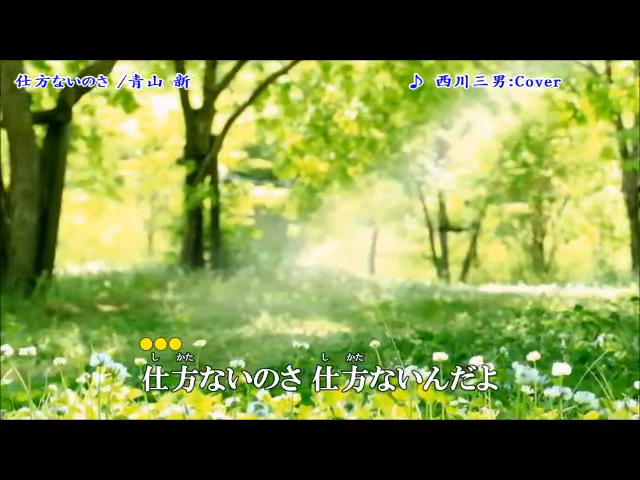 仕方ないのさ /青山 新
♪ 西川三男:Cover
し かた し かた
仕方ないのさ 仕方ないんだよ